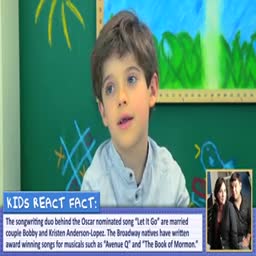 KIDS REACT FACT:
The songwriting duo behind the Oscar nominated song "Let It Go" are married
couple Bobby and Kristen Anderson-Lopez. The Broadway natives have written
award winning songs for musicals such as "Avenue Q" and "The Book of Mormon."